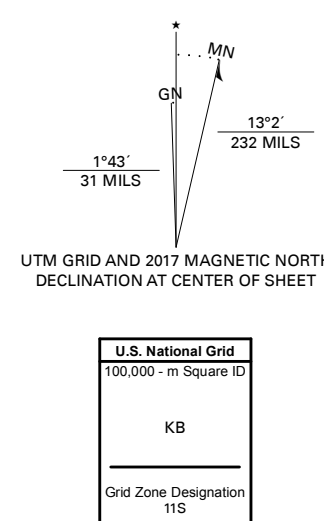 ★
MN
GN
13°2´
232 MILS
1°43´
31 MILS
UTM GRID AND 2017 MAGNETIC NORTH
DECLINATION AT CENTER OF SHEET
U.S. National Grid
100,000 - m Square ID
KB
Grid Zone Designation
11S